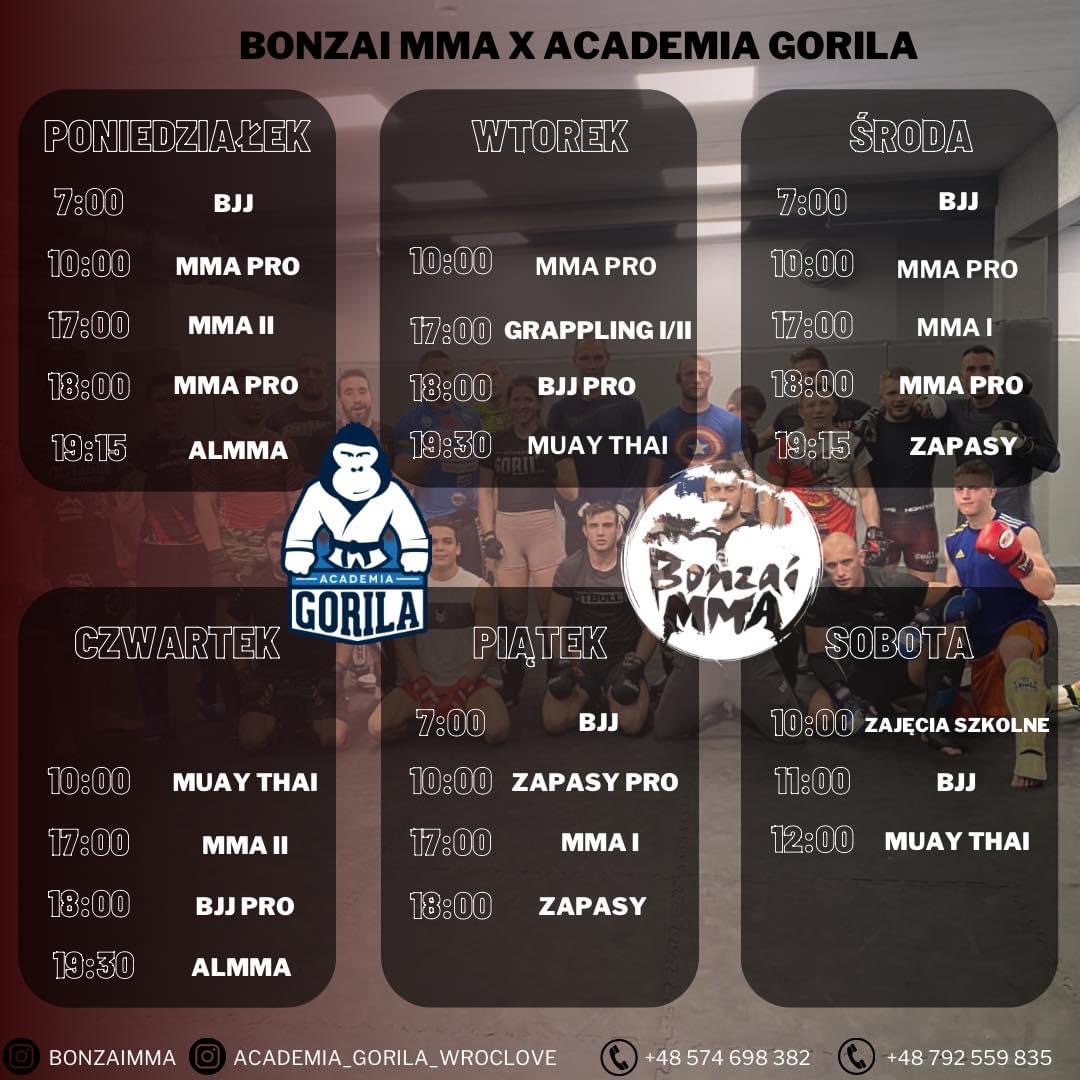 BONZAI MMA X ACADEMIA GORILA
PONIEDZIAŁEK
7:00 BJJ
10:00 MMA PRO
17:00 MMA II
18:00 MMA PRO
19:15 ALMMA
WTOREK
10:00 MMA PRO
17:00 GRAPPLING I/II
18:00 BJJ PRO
19:30 MUAY THAI
ŚRODA
7:00 BJJ
10:00 MMA PRO
17:00 MMA I
18:00 MMA PRO
19:15 ZAPASY
ACADEMIA
GORILA
Bonzai
MMA
CZWARTEK
10:00 MUAY THAI
17:00 MMA II
18:00 BJJ PRO
19:30 ALMMA
PIĄTEK
7:00 BJJ
10:00 ZAPASY PRO
17:00 MMA I
18:00 ZAPASY
SOBOTA
10:00 ZAJĘCIA SZKOLNE
11:00 BJJ
12:00 MUAY THAI
BONZAIMMA ACADEMIA_GORILA_WROCLOVE +48 574 698 382 +48 792 559 835